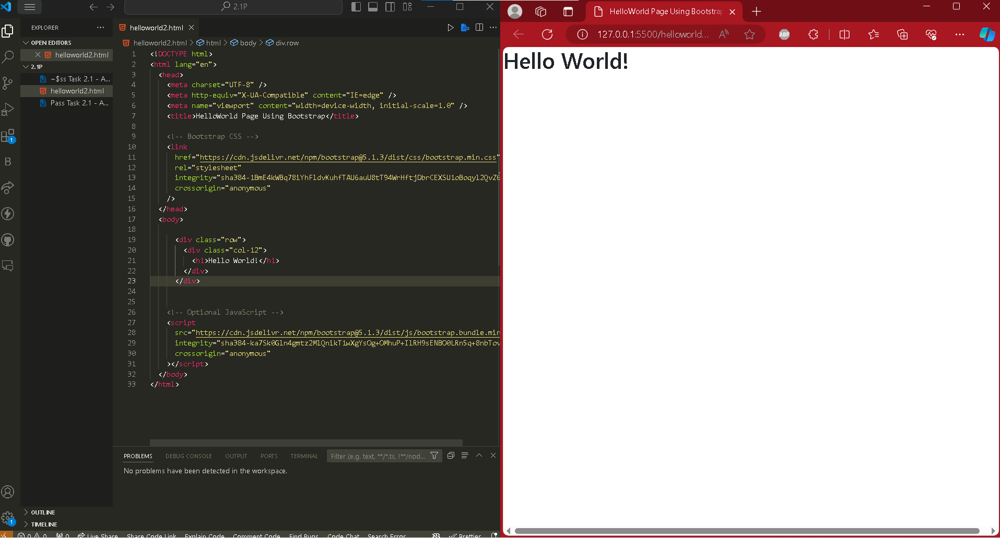 2.1P
EXPLORER
OPEN EDITORS
helloworld2.html
2.1P
~$ss Task 2.1 - A...
helloworld2.html
Pass Task 2.1 - A...
1
B
1
OUTLINE
TIMELINE
helloworld2.html
helloworld2.html > html > body > div.row
1 <!DOCTYPE html>
2 <html lang="en">
3 <head>
4 <meta charset="UTF-8" />
5 <meta http-equiv="X-UA-Compatible" content="IE=edge" />
6 <meta name="viewport" content="width=device-width, initial-scale=1.0" />
7 <title>HelloWorld Page Using Bootstrap</title>
8
9 <!-- Bootstrap CSS -->
10 <link
11 href="https://cdn.jsdelivr.net/npm/bootstrap@5.1.3/dist/css/bootstrap.min.css"
12 rel="stylesheet"
13 integrity="sha384-1BmE4kWBq78iYhFldvKuhfTAU6auU8tT94WrHftjDbrCEXSU1oBoqyl2QvZ6
14 crossorigin="anonymous"
15 />
16 </head>
17 <body>
18
19 <div class="row">
20 <div class="col-12">
21 <h1>Hello World!</h1>
22 </div>
23 </div>
24
25
26 <!-- Optional JavaScript -->
27 <script
28 src="https://cdn.jsdelivr.net/npm/bootstrap@5.1.3/dist/js/bootstrap.bundle.min
29 integrity="sha384-ka7Sk0Gln4gmtz2MlQnikT1wXgYsOg+OMhuP+IlRH9sENBO0LRn5q+8nbTov
30 crossorigin="anonymous"
31 ></script>
32 </body>
33 </html>
PROBLEMS DEBUG CONSOLE OUTPUT PORTS TERMINAL Filter (e.g. text, **/*.ts, !**/nod...
No problems have been detected in the workspace.
0 0 0 Live Share Share Code Link Explain Code Comment Code Find Bugs Code Chat Search Error Prettier
HelloWorld Page Using Bootstrap
127.0.0.1:5500/helloworld... A ABP
Hello World!